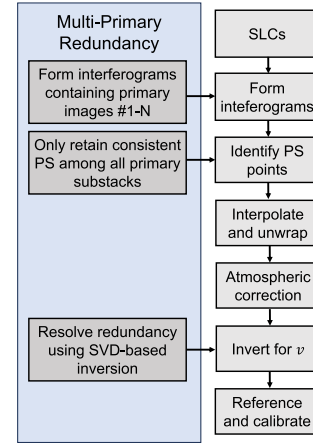 Multi-Primary
Redundancy
Form interferograms
containing primary
images #1-N
Only retain consistent
PS among all primary
substacks
Resolve redundancy
using SVD-based
inversion
SLCs
Form
inteferograms
Identify PS
points
Interpolate
and unwrap
Atmospheric
correction
Invert for v
Reference
and calibrate